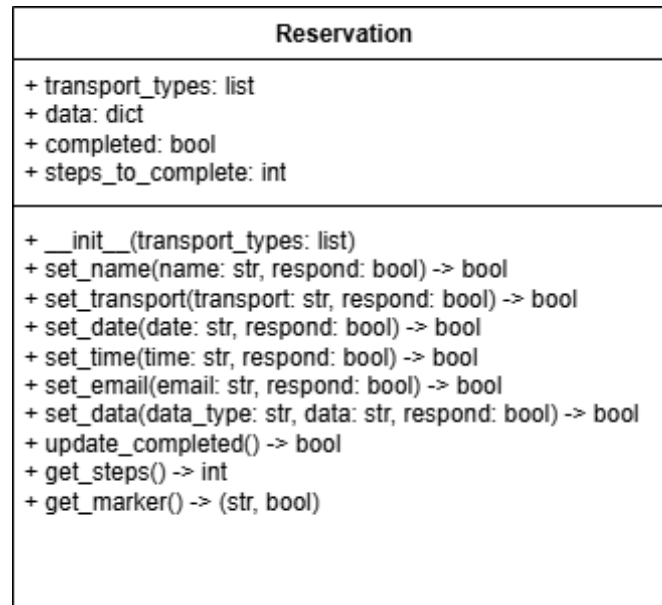 Reservation
+ transport_types: list
+ data: dict
+ completed: bool
+ steps_to_complete: int
+ __init__(transport_types: list)
+ set_name(name: str, respond: bool) -> bool
+ set_transport(transport: str, respond: bool) -> bool
+ set_date(date: str, respond: bool) -> bool
+ set_time(time: str, respond: bool) -> bool
+ set_email(email: str, respond: bool) -> bool
+ set_data(data_type: str, data: str, respond: bool) -> bool
+ update_completed() -> bool
+ get_steps() -> int
+ get_marker() -> (str, bool)